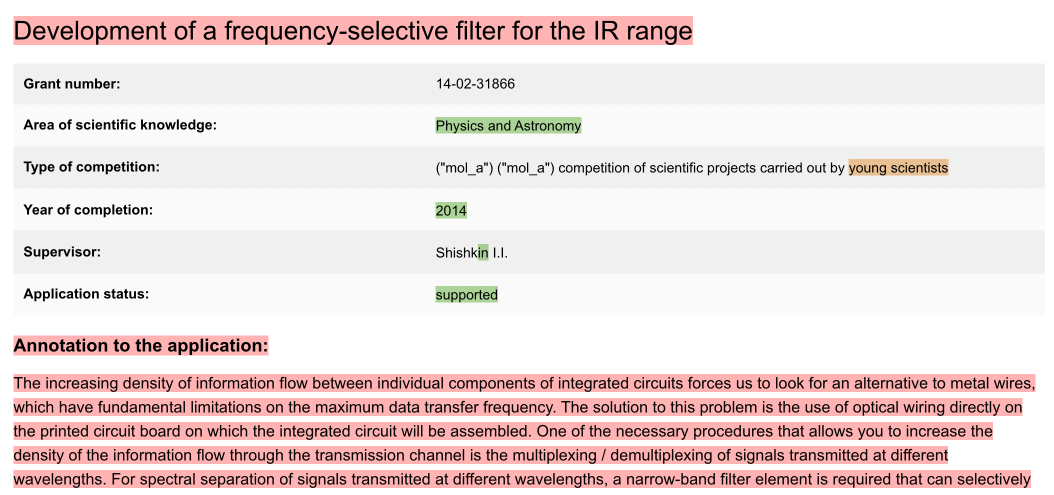 Development of a frequency-selective filter for the IR range
Grant number: 14-02-31866
Area of scientific knowledge: Physics and Astronomy
Type of competition: ("mol_a") ("mol_a") competition of scientific projects carried out by young scientists
Year of completion: 2014
Supervisor: Shishkin I.I.
Application status: supported
Annotation to the application:
The increasing density of information flow between individual components of integrated circuits forces us to look for an alternative to metal wires,
which have fundamental limitations on the maximum data transfer frequency. The solution to this problem is the use of optical wiring directly on
the printed circuit board on which the integrated circuit will be assembled. One of the necessary procedures that allows you to increase the
density of the information flow through the transmission channel is the multiplexing / demultiplexing of signals transmitted at different
wavelengths. For spectral separation of signals transmitted at different wavelengths, a narrow-band filter element is required that can selectively